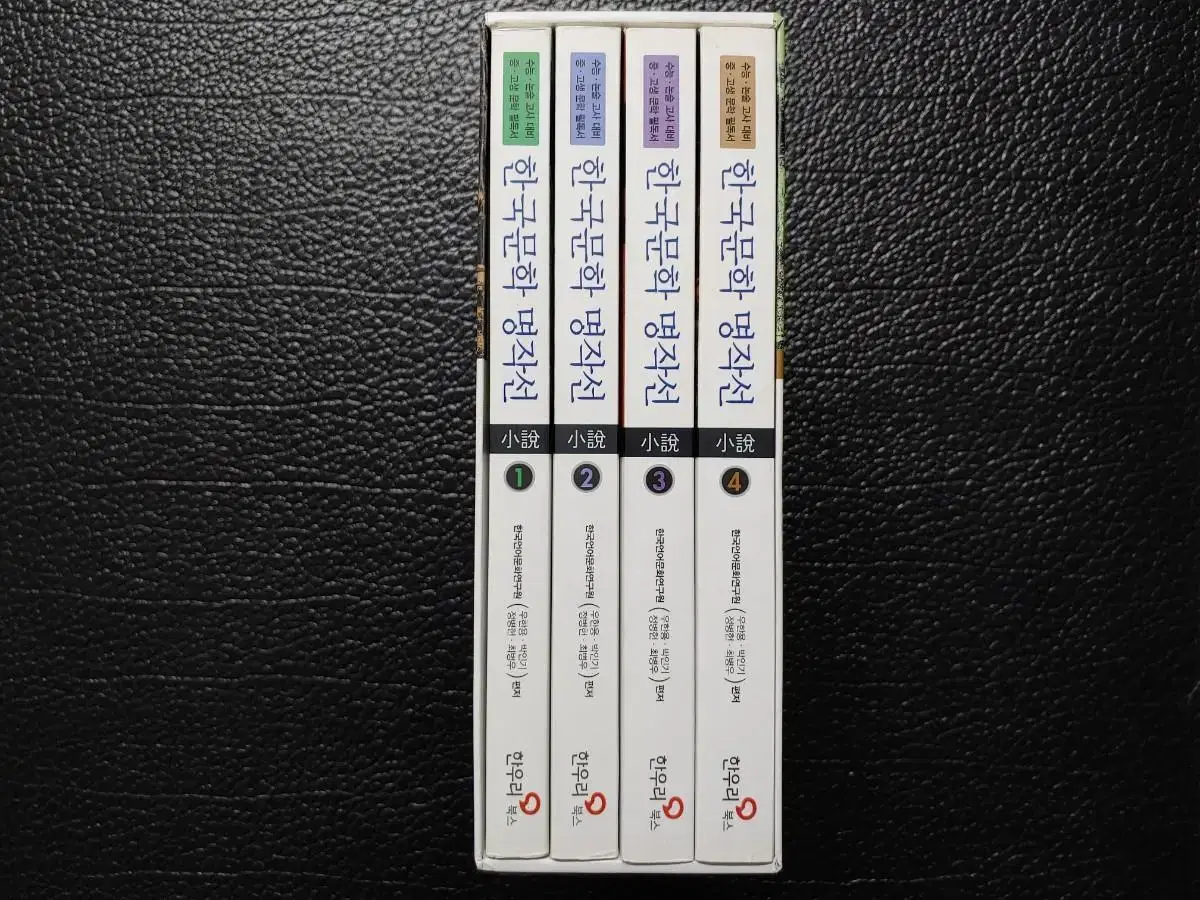 수능·논술 고사 대비
중·고생 문학 필독서
한국문학 명작선
小說
1
한국언어문화연구원
우한용·박인기
정병헌·최병우
편저
한우리
북스
수능·논술 고사 대비
중·고생 문학 필독서
한국문학 명작선
小說
2
한국언어문화연구원
우한용·박인기
정병헌·최병우
편저
한우리
북스
수능·논술 고사 대비
중·고생 문학 필독서
한국문학 명작선
小說
3
한국언어문화연구원
우한용·박인기
정병헌·최병우
편저
한우리
북스
수능·논술 고사 대비
중·고생 문학 필독서
한국문학 명작선
小說
4
한국언어문화연구원
우한용·박인기
정병헌·최병우
편저
한우리
북스